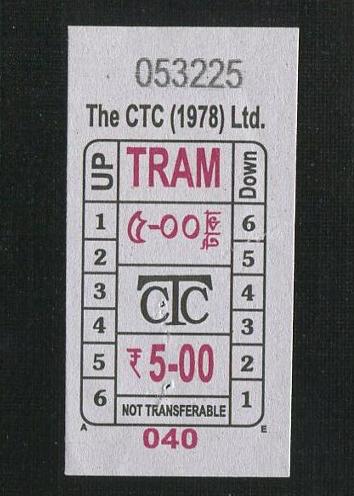 053225
The CTC (1978) Ltd.
UP TRAM Down
1 ৫-০০ 6
2 5
3 CTC 4
4 3
5 ₹ 5-00 2
6 NOT TRANSFERABLE 1
A E
040